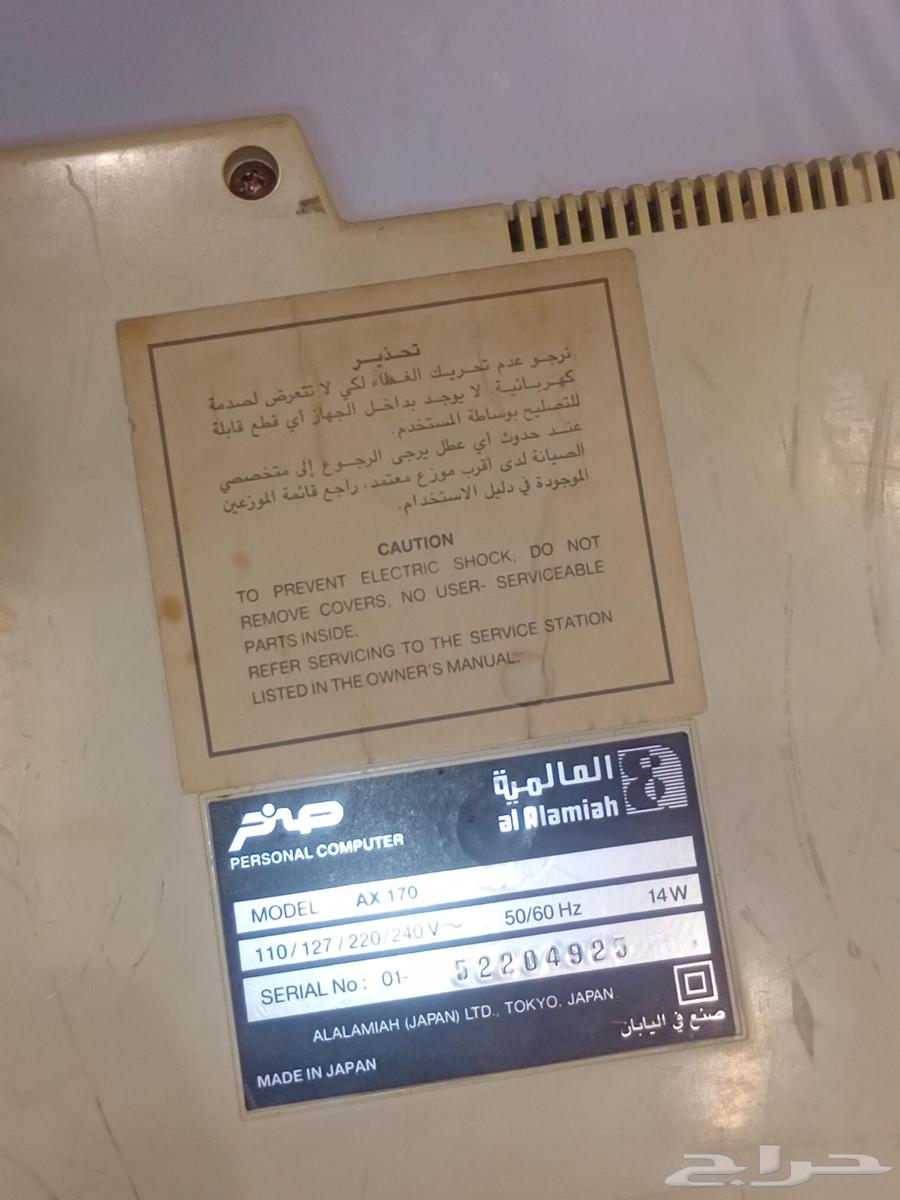 تحذير
نرجو عدم تحريك الغطاء لكي لا تتعرض لصدمة
كهربائية. لا يوجد بداخل الجهاز أي قطع قابلة
للتصليح بوساطة المستخدم.
عند حدوث أي عطل يرجى الرجوع إلى متخصصي
الصيانة لدى أقرب موزع معتمد، راجع قائمة الموزعين
الموجودة في دليل الاستخدام.
CAUTION
TO PREVENT ELECTRIC SHOCK, DO NOT
REMOVE COVERS, NO USER- SERVICEABLE
PARTS INSIDE.
REFER SERVICING TO THE SERVICE STATION
LISTED IN THE OWNER'S MANUAL.
صخر
العالمية
al Alamiah
PERSONAL COMPUTER
MODEL AX 170
110/127/220/240 V~ 50/60 Hz 14W
SERIAL No: 01- 52204925
ALALAMIAH (JAPAN) LTD., TOKYO, JAPAN
صنع في اليابان
MADE IN JAPAN
حراج